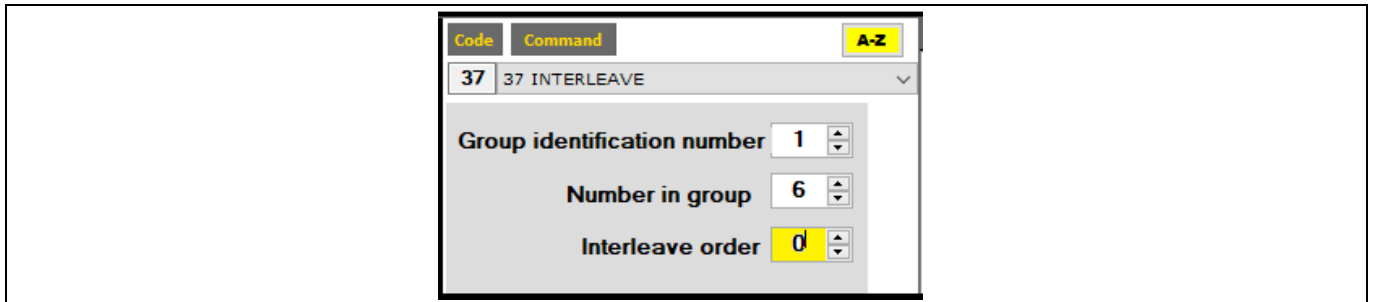 Code Command A-Z
37 37 INTERLEAVE
Group identification number 1
Number in group 6
Interleave order 0